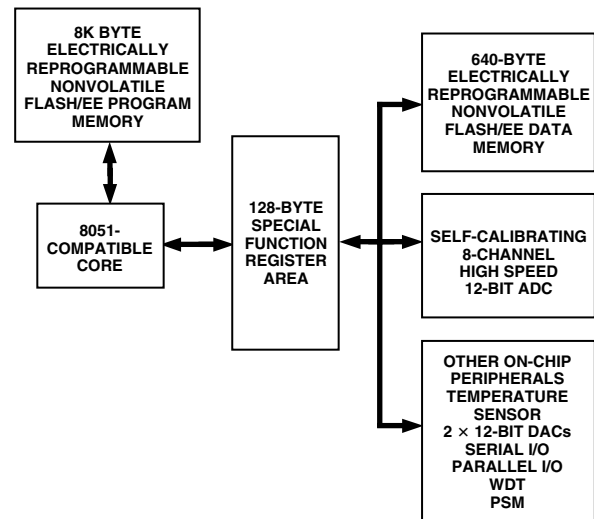 8K BYTE
ELECTRICALLY
REPROGRAMMABLE
NONVOLATILE
FLASH/EE PROGRAM
MEMORY
8051-
COMPATIBLE
CORE
128-BYTE
SPECIAL
FUNCTION
REGISTER
AREA
640-BYTE
ELECTRICALLY
REPROGRAMMABLE
NONVOLATILE
FLASH/EE DATA
MEMORY
SELF-CALIBRATING
8-CHANNEL
HIGH SPEED
12-BIT ADC
OTHER ON-CHIP
PERIPHERALS
TEMPERATURE
SENSOR
2 × 12-BIT DACs
SERIAL I/O
PARALLEL I/O
WDT
PSM